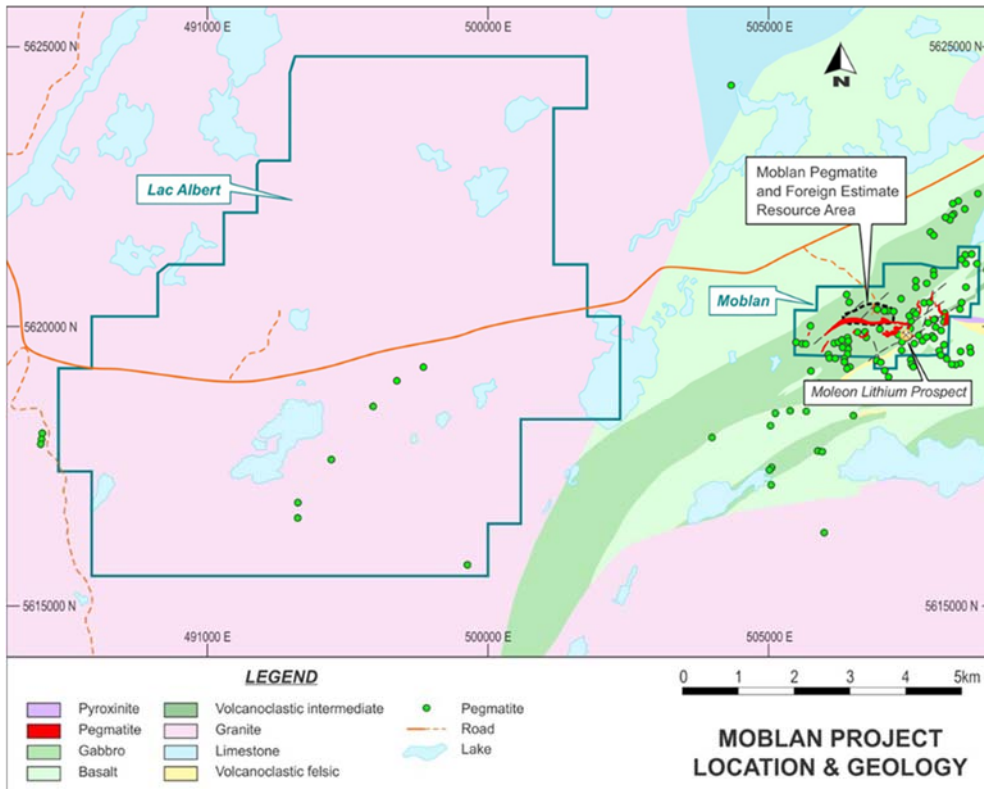 491000 E
500000 E
505000 E
5625000 N
5625000 N
Moblan Pegmatite
and Foreign Estimate
Resource Area
N
Lac Albert
Moblan
5620000 N
5620000 N
Moleon Lithium Prospect
5615000 N
5615000 N
491000 E
500000 E
505000 E
LEGEND
Pyroxinite
Pegmatite
Gabbro
Basalt
Volcanoclastic intermediate
Granite
Limestone
Volcanoclastic felsic
Pegmatite
Road
Lake
0 1 2 3 4 5km
MOBLAN PROJECT
LOCATION & GEOLOGY